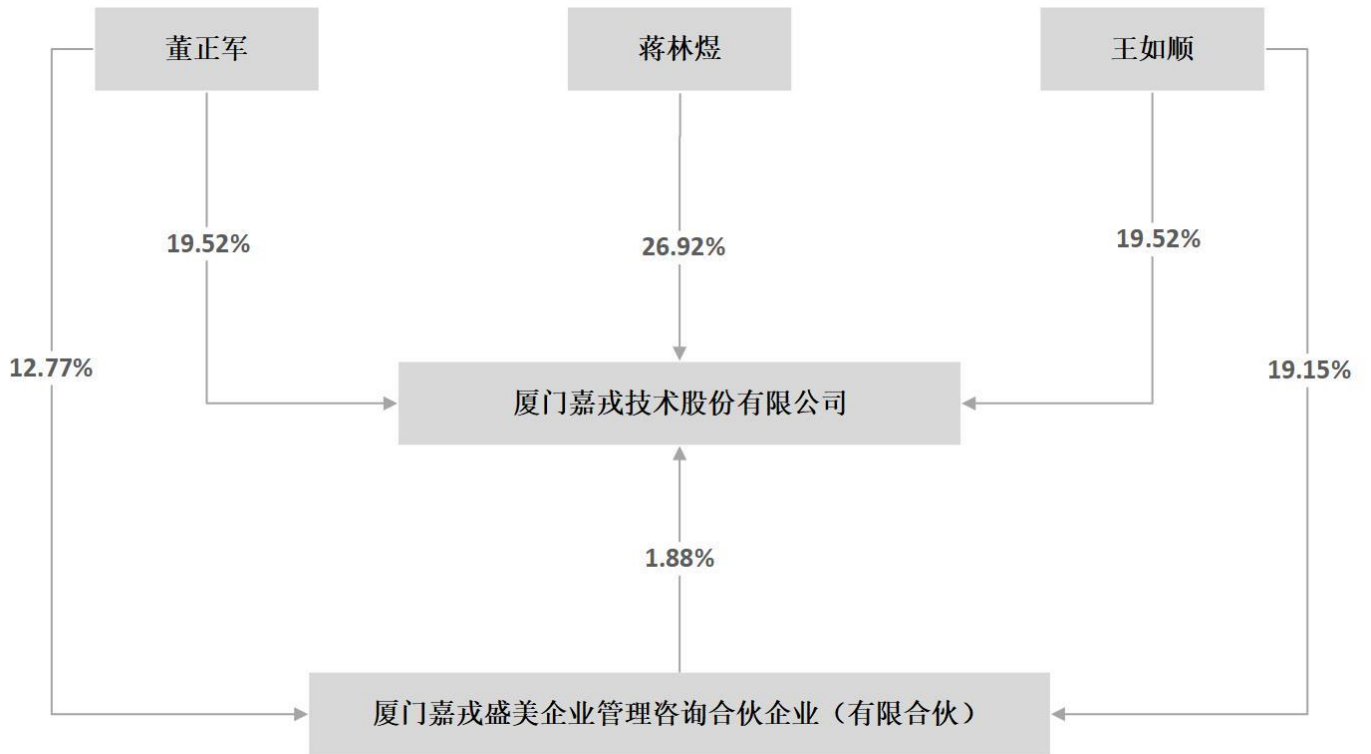 董正军
蒋林煜
王如顺
19.52%
26.92%
19.52%
12.77%
19.15%
厦门嘉戎技术股份有限公司
1.88%
厦门嘉戎盛美企业管理咨询合伙企业（有限合伙）